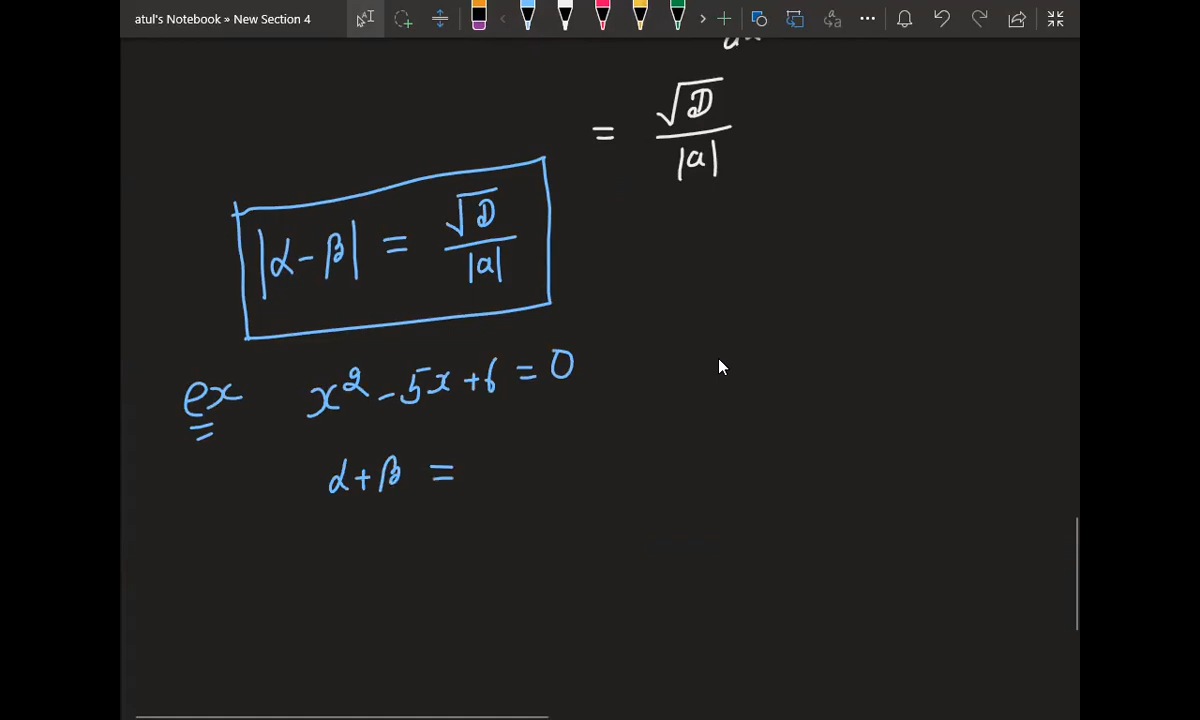 atul's Notebook » New Section 4
= √D / |a|
|α-β| = √D / |a|
ex x² - 5x + 6 = 0
α+β =